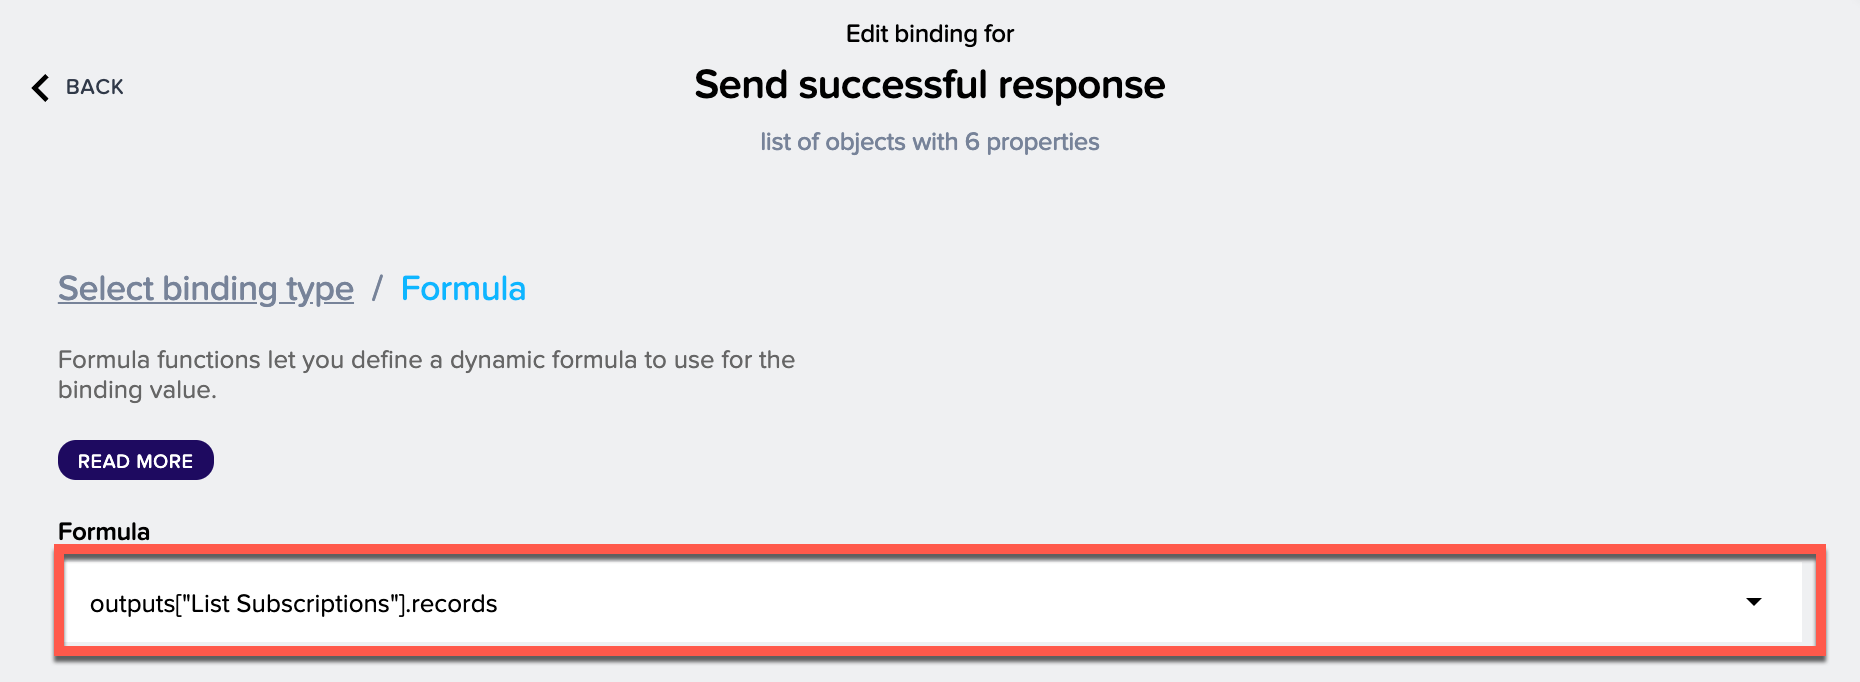 Edit binding for
BACK
Send successful response
list of objects with 6 properties
Select binding type / Formula
Formula functions let you define a dynamic formula to use for the
binding value.
READ MORE
Formula
outputs["List Subscriptions"].records